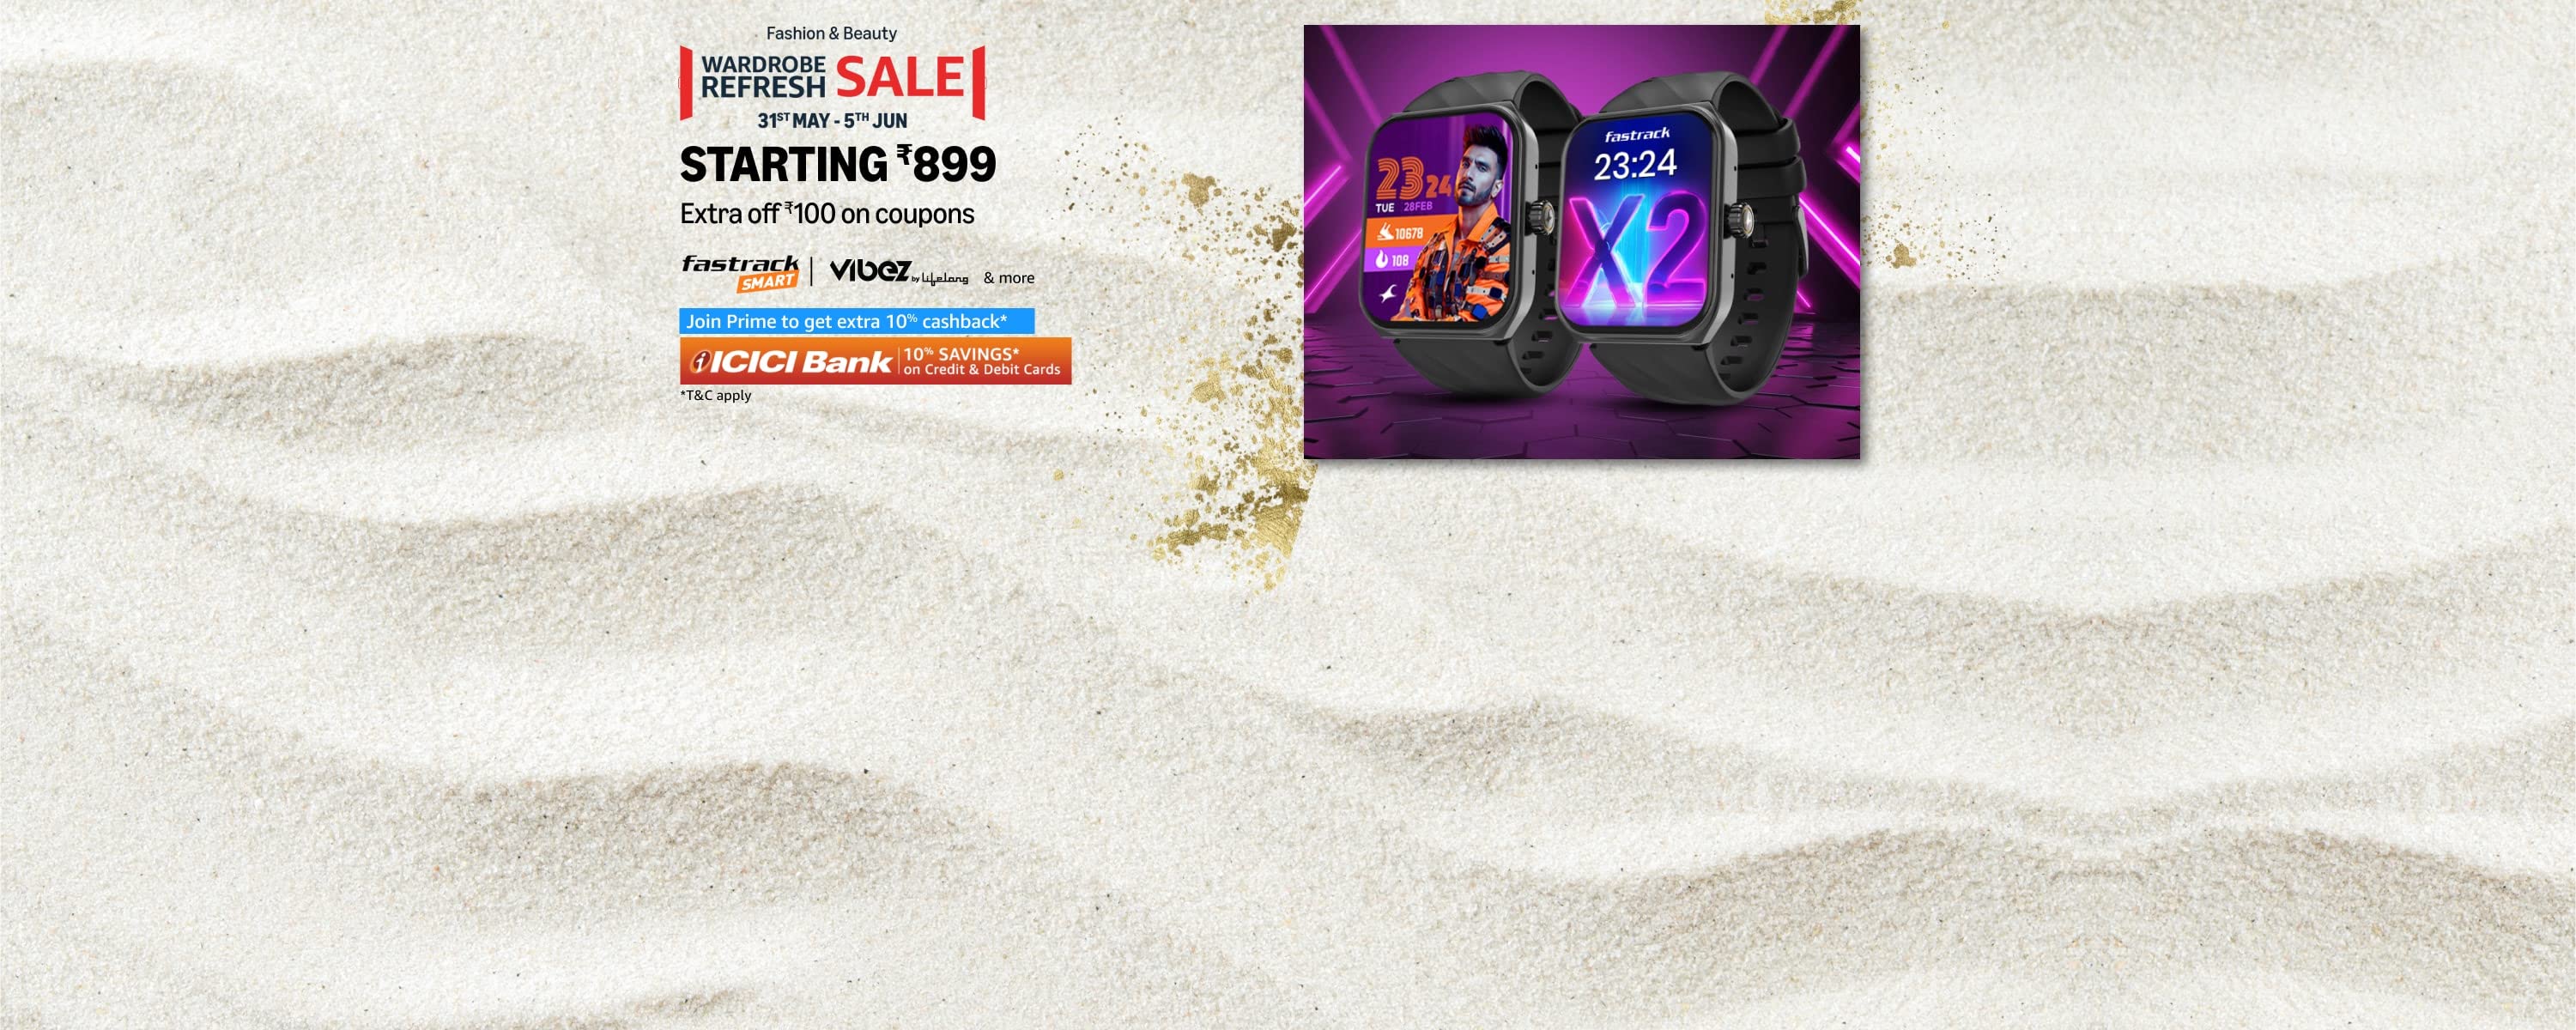 Fashion & Beauty
WARDROBE
REFRESH SALE
31ST MAY - 5TH JUN
STARTING ₹899
Extra off ₹100 on coupons
fastrack
SMART
Vibez by Lifelong & more
Join Prime to get extra 10% cashback*
ICICI Bank
10% SAVINGS*
on Credit & Debit Cards
*T&C apply
23 24
TUE 28FEB
10678
108
fastrack
23:24
X2